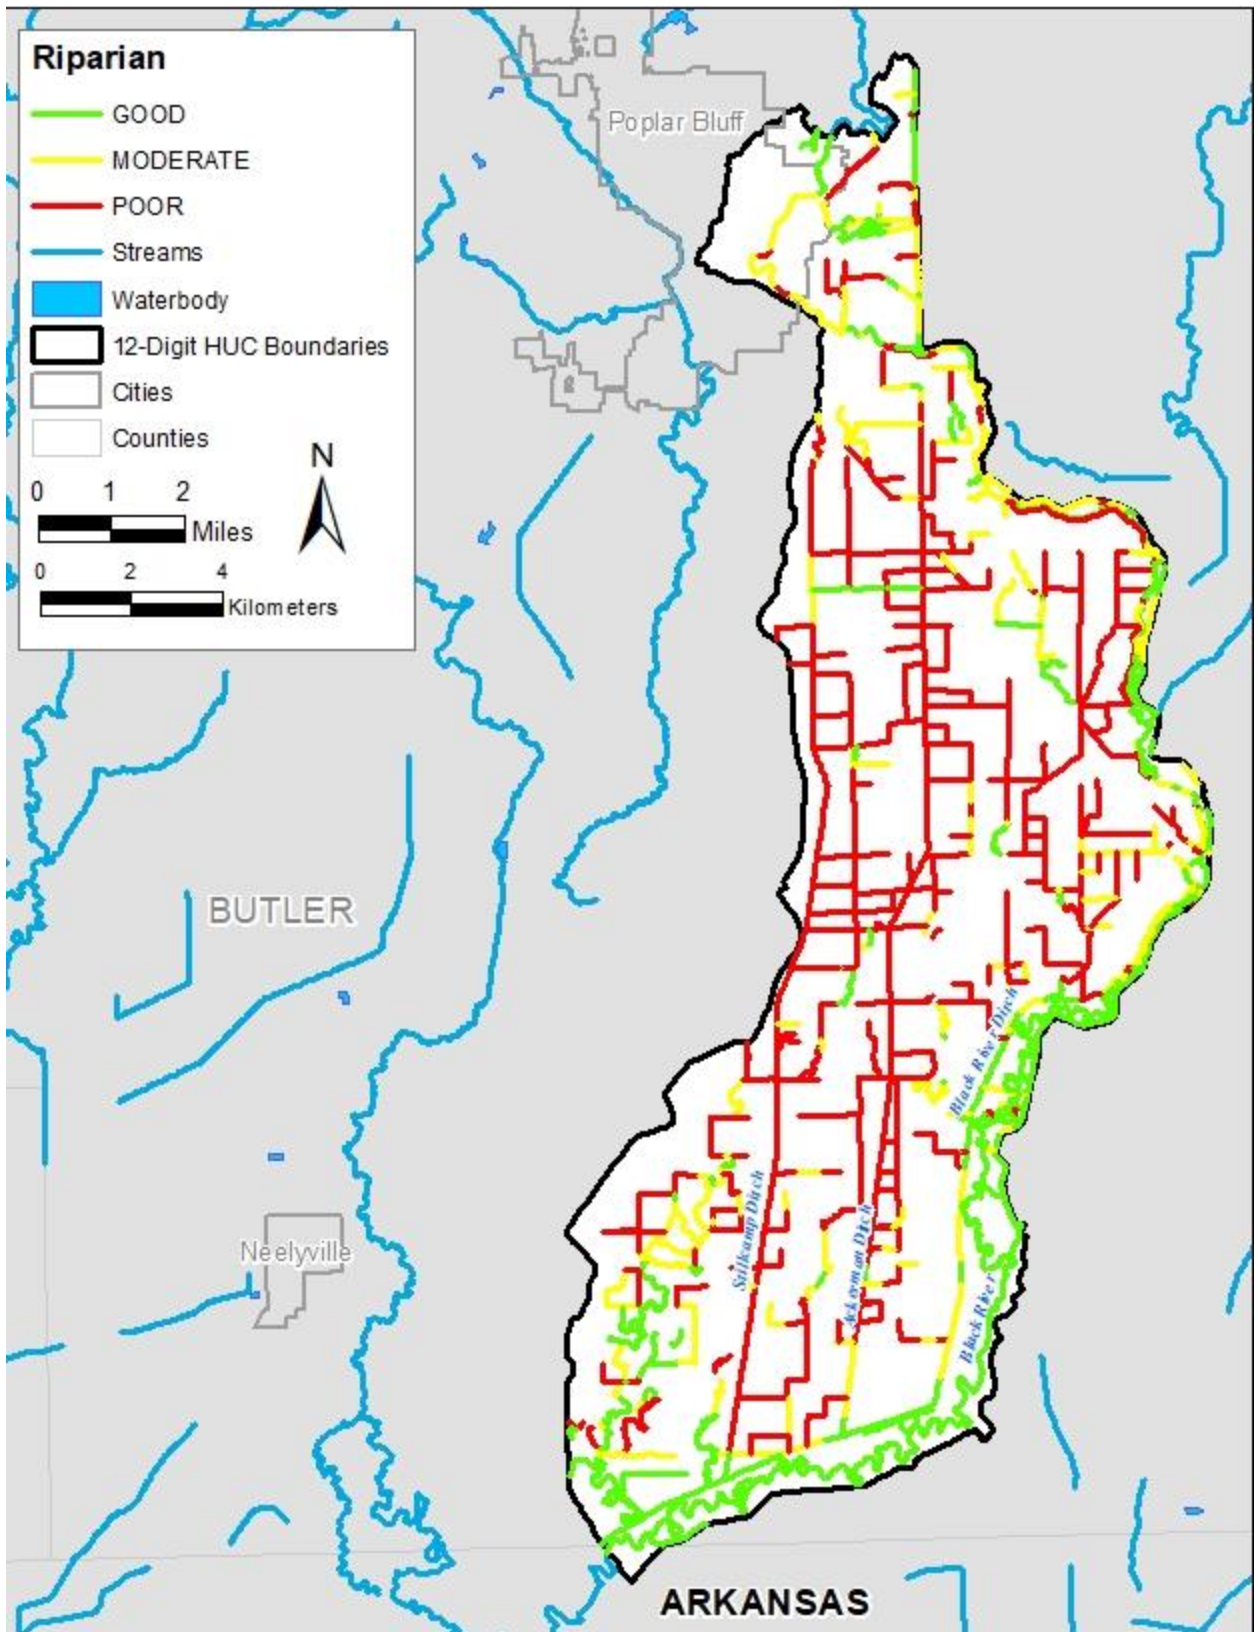 Riparian
GOOD
MODERATE
POOR
Streams
Waterbody
12-Digit HUC Boundaries
Cities
Counties
N
0 1 2
Miles
0 2 4
Kilometers
Poplar Bluff
BUTLER
Black River Ditch
Stillkamp Ditch
Ackerman Ditch
Neelyville
Black River
ARKANSAS